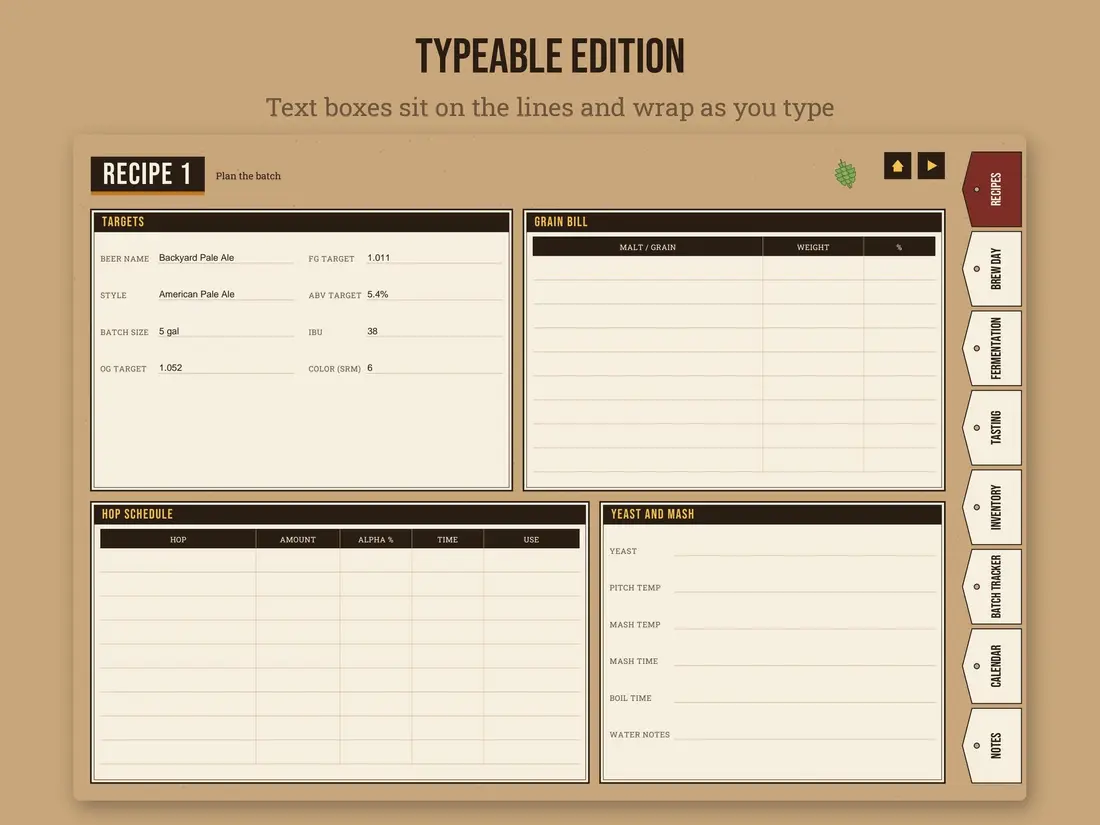 TYPEABLE EDITION
Text boxes sit on the lines and wrap as you type
RECIPE 1
Plan the batch
TARGETS
BEER NAME Backyard Pale Ale FG TARGET 1.011
STYLE American Pale Ale ABV TARGET 5.4%
BATCH SIZE 5 gal IBU 38
OG TARGET 1.052 COLOR (SRM) 6
GRAIN BILL
MALT / GRAIN WEIGHT %
HOP SCHEDULE
HOP AMOUNT ALPHA % TIME USE
YEAST AND MASH
YEAST
PITCH TEMP
MASH TEMP
MASH TIME
BOIL TIME
WATER NOTES
RECIPES
BREW DAY
FERMENTATION
TASTING
INVENTORY
BATCH TRACKER
CALENDAR
NOTES